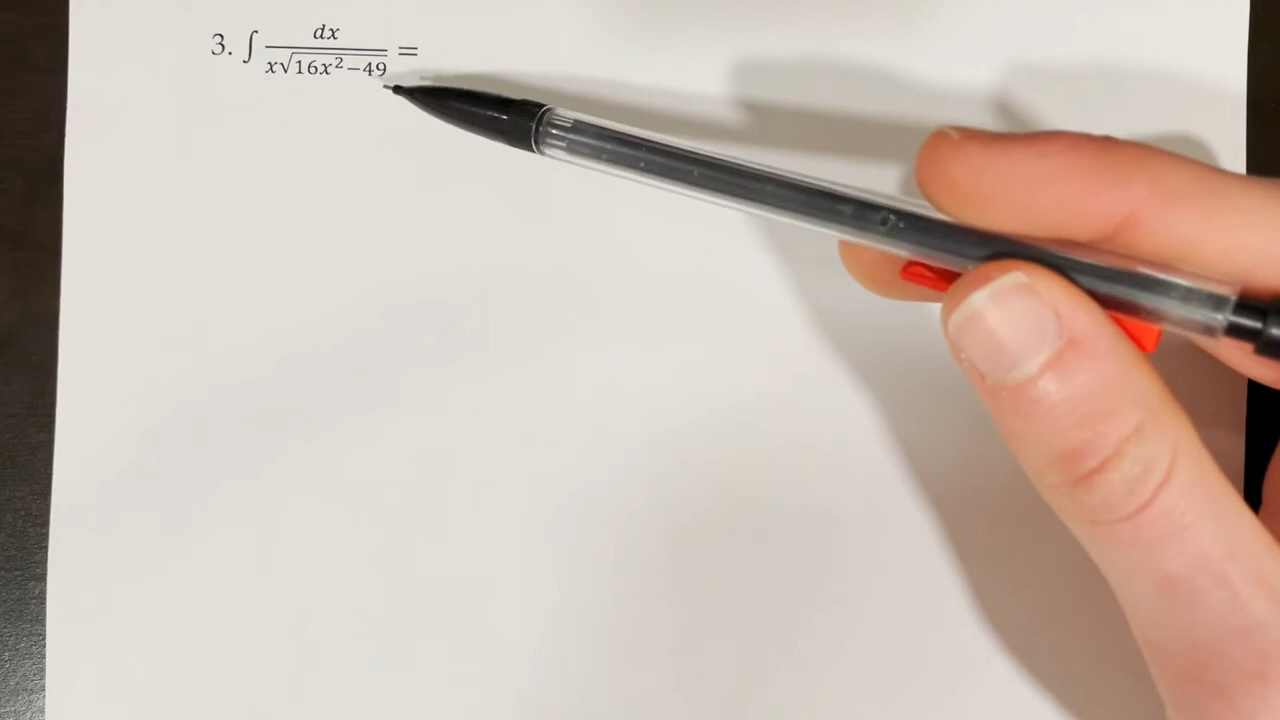 3. ∫ dx / x√16x²−49 =